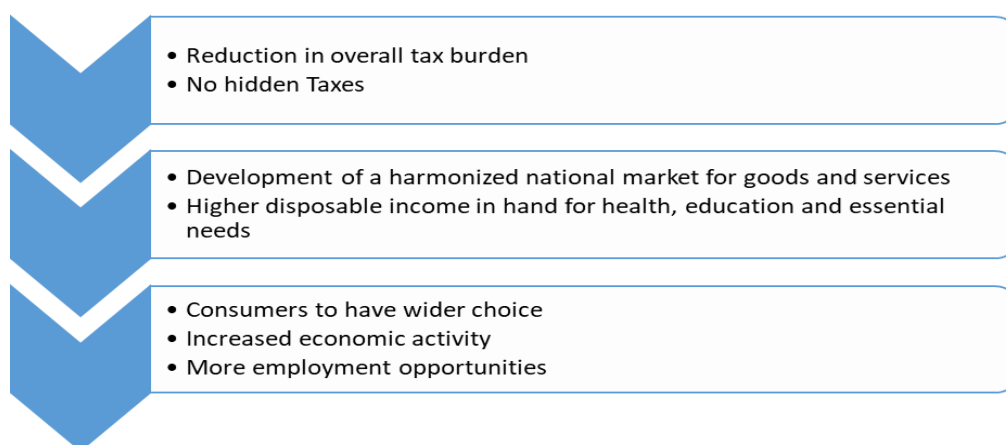 • Reduction in overall tax burden
• No hidden Taxes
• Development of a harmonized national market for goods and services
• Higher disposable income in hand for health, education and essential
needs
• Consumers to have wider choice
• Increased economic activity
• More employment opportunities